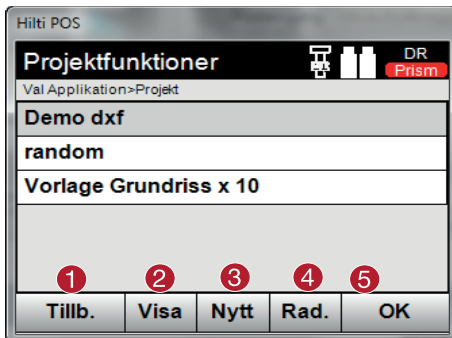 Hilti POS
Projektfunktioner
DR
Prism
Val Applikation>Projekt
Demo dxf
random
Vorlage Grundriss x 10
1 2 3 4 5
Tillb. Visa Nytt Rad. OK